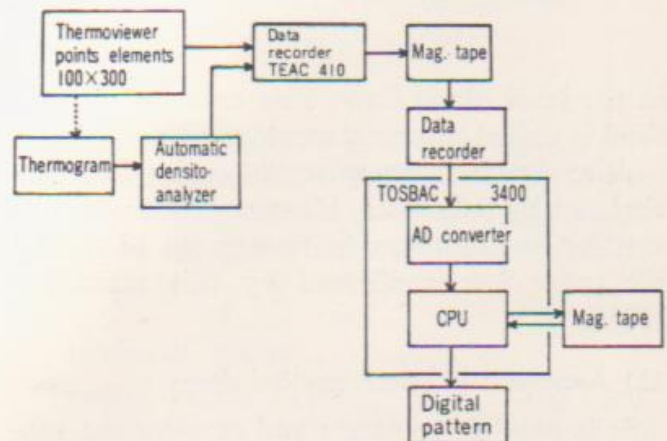 Thermoviewer
points elements
100×300
Data
recorder
TEAC 410
Mag. tape
Thermogram
Automatic
densito-
analyzer
Data
recorder
TOSBAC 3400
AD converter
CPU
Mag. tape
Digital
pattern